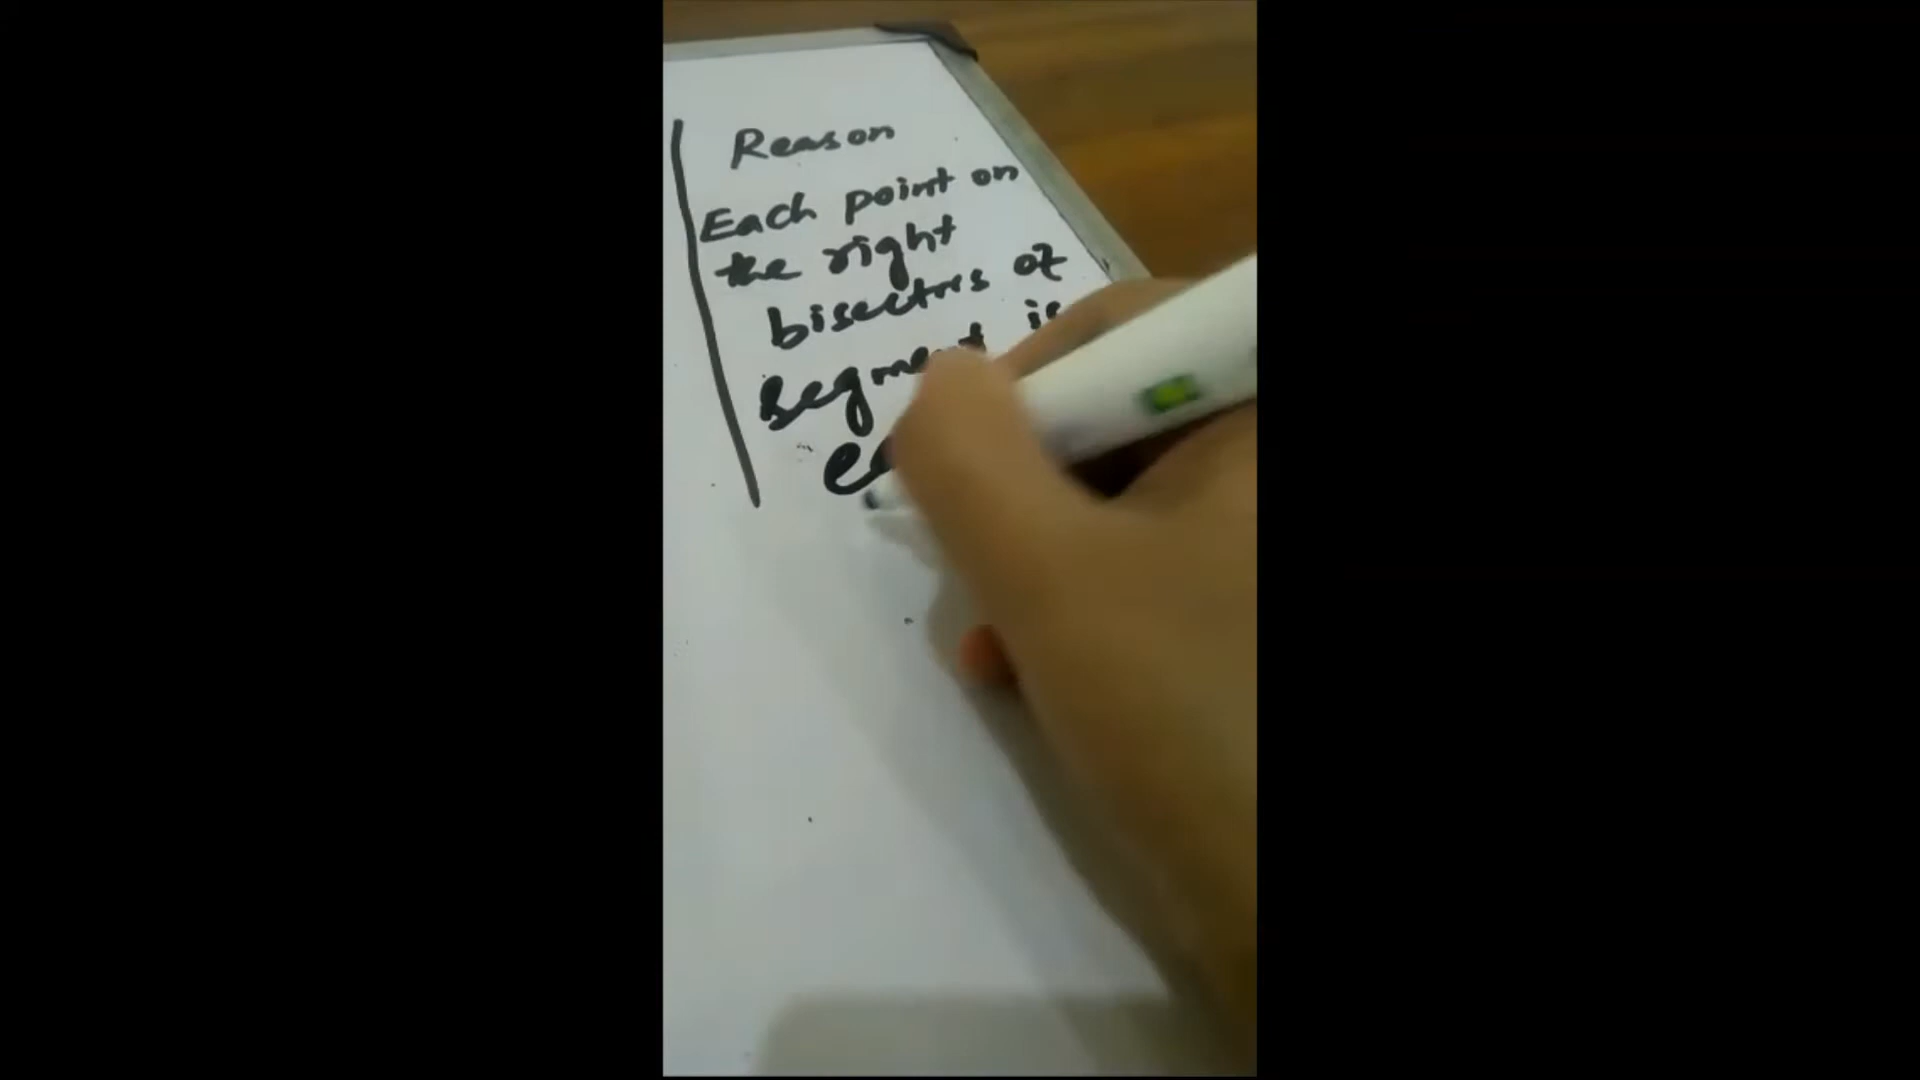 Reason
Each point on
the right
bisectors of
segment is